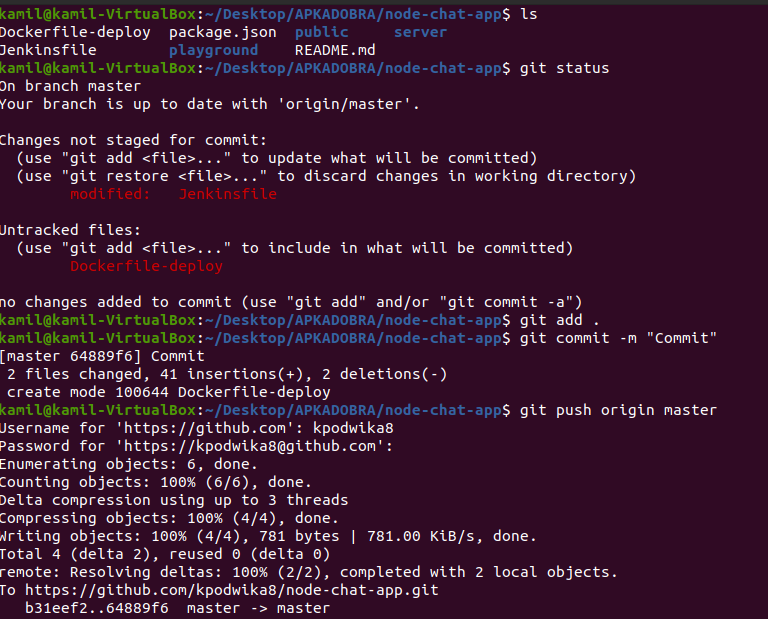 kamil@kamil-VirtualBox:~/Desktop/APKADOBRA/node-chat-app$ ls
Dockerfile-deploy  package.json  public     server
Jenkinsfile        playground    README.md
kamil@kamil-VirtualBox:~/Desktop/APKADOBRA/node-chat-app$ git status
On branch master
Your branch is up to date with 'origin/master'.

Changes not staged for commit:
  (use "git add <file>..." to update what will be committed)
  (use "git restore <file>..." to discard changes in working directory)
        modified:   Jenkinsfile

Untracked files:
  (use "git add <file>..." to include in what will be committed)
        Dockerfile-deploy

no changes added to commit (use "git add" and/or "git commit -a")
kamil@kamil-VirtualBox:~/Desktop/APKADOBRA/node-chat-app$ git add .
kamil@kamil-VirtualBox:~/Desktop/APKADOBRA/node-chat-app$ git commit -m "Commit"
[master 64889f6] Commit
 2 files changed, 41 insertions(+), 2 deletions(-)
 create mode 100644 Dockerfile-deploy
kamil@kamil-VirtualBox:~/Desktop/APKADOBRA/node-chat-app$ git push origin master
Username for 'https://github.com': kpodwika8
Password for 'https://kpodwika8@github.com':
Enumerating objects: 6, done.
Counting objects: 100% (6/6), done.
Delta compression using up to 3 threads
Compressing objects: 100% (4/4), done.
Writing objects: 100% (4/4), 781 bytes | 781.00 KiB/s, done.
Total 4 (delta 2), reused 0 (delta 0)
remote: Resolving deltas: 100% (2/2), completed with 2 local objects.
To https://github.com/kpodwika8/node-chat-app.git
   b31eef2..64889f6  master -> master